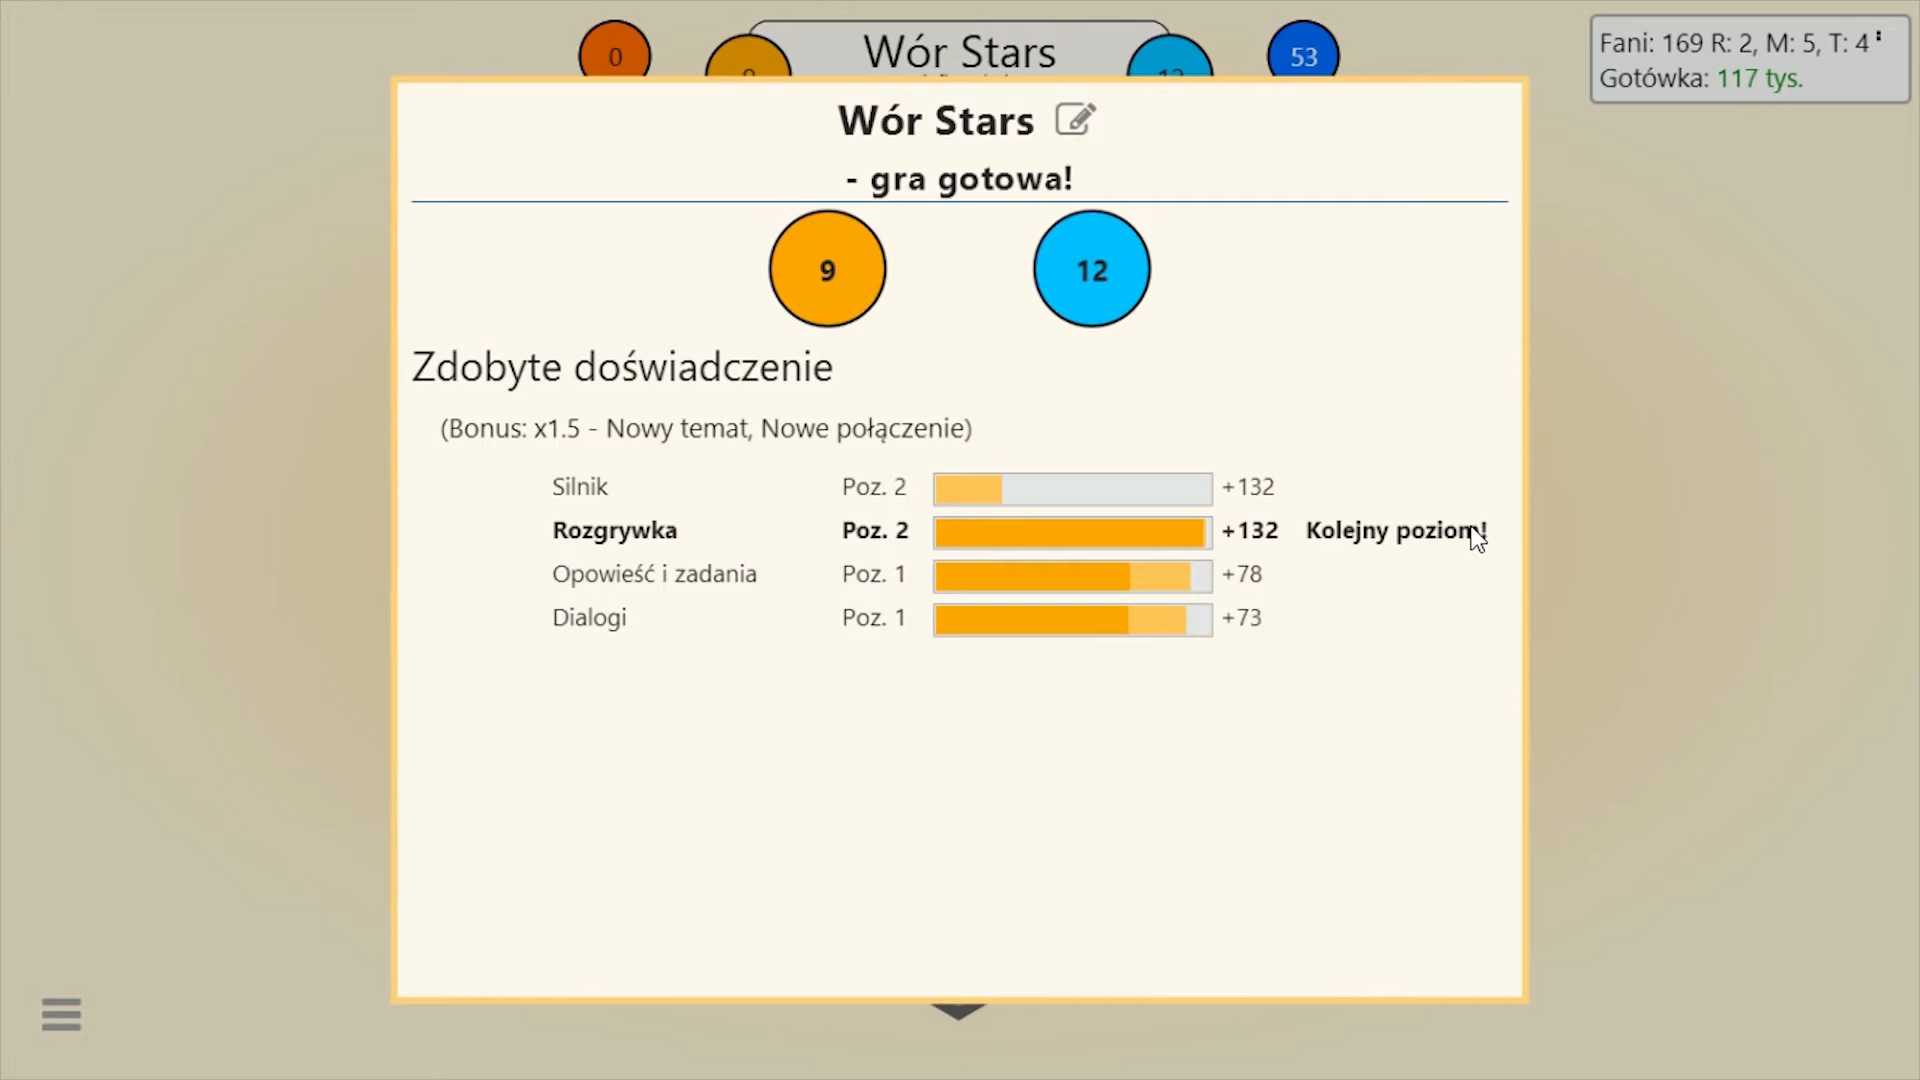 0
Wór Stars
53
Fani: 169 R: 2, M: 5, T: 4
Gotówka: 117 tys.
Wór Stars
- gra gotowa!
9
12
Zdobyte doświadczenie
(Bonus: x1.5 - Nowy temat, Nowe połączenie)
Silnik Poz. 2 +132
Rozgrywka Poz. 2 +132 Kolejny poziom!
Opowieść i zadania Poz. 1 +78
Dialogi Poz. 1 +73